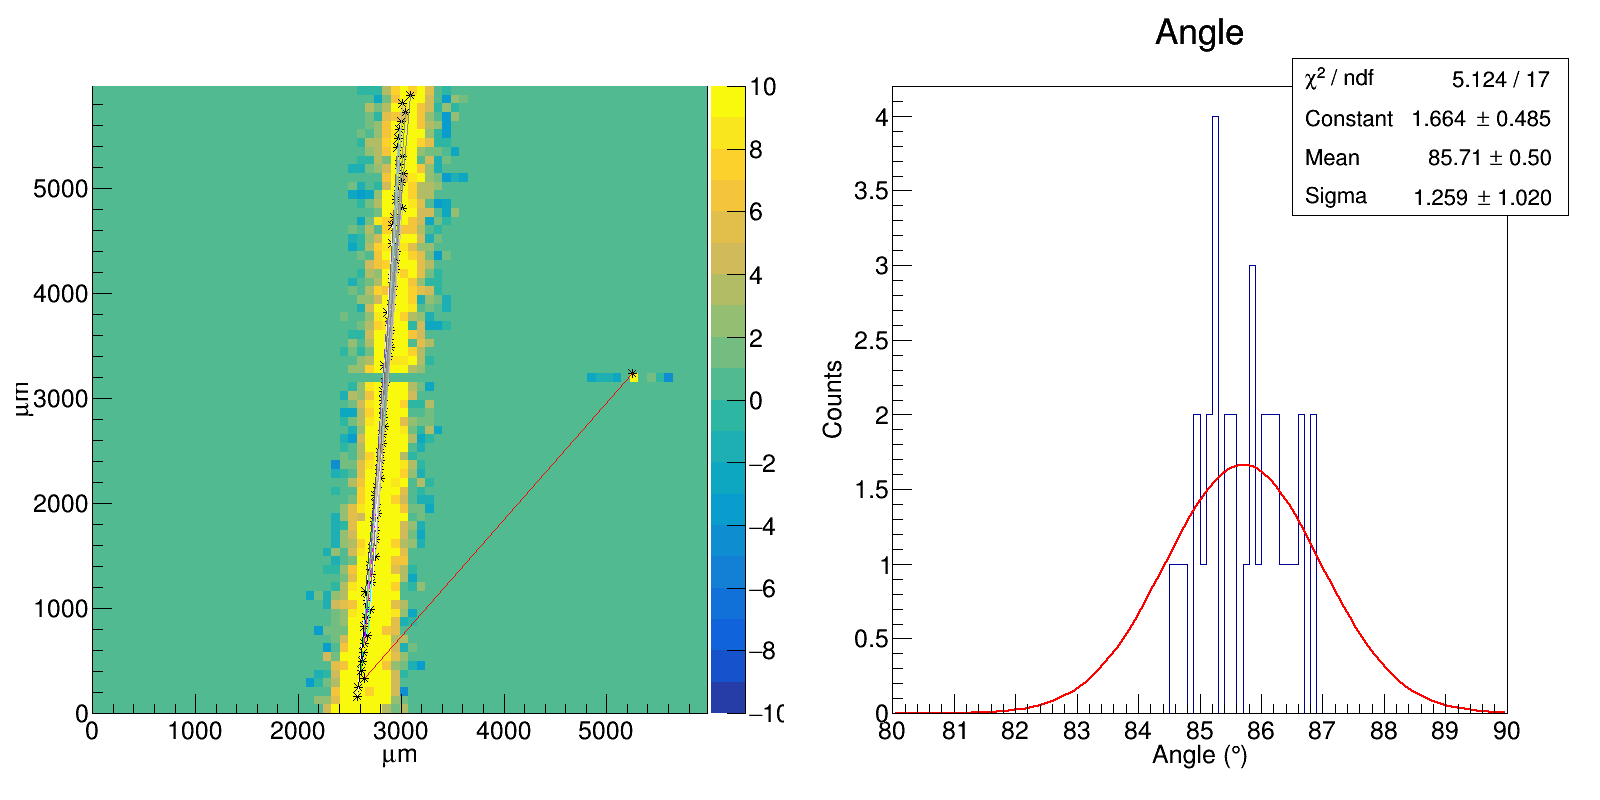 Angle
χ² / ndf 5.124 / 17
Constant 1.664 ± 0.485
Mean 85.71 ± 0.50
Sigma 1.259 ± 1.020
μm
5000
4000
3000
2000
1000
0
0 1000 2000 3000 4000 5000
μm
10
8
6
4
2
0
−2
−4
−6
−8
−10
Counts
4
3.5
3
2.5
2
1.5
1
0.5
0
80 81 82 83 84 85 86 87 88 89 90
Angle (°)